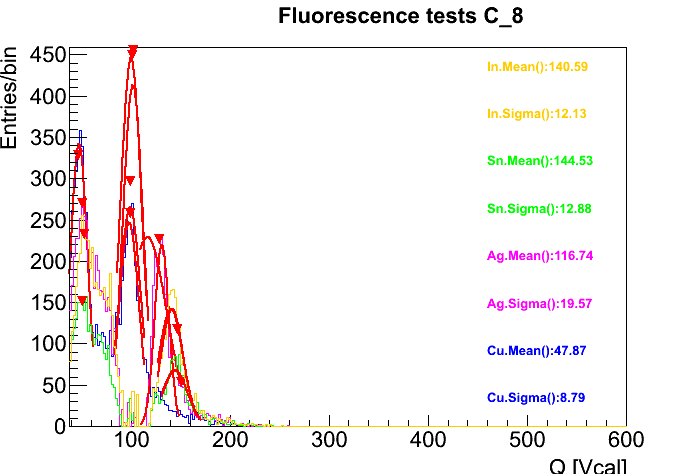 Fluorescence tests C_8
Entries/bin
450
400
350
300
250
200
150
100
50
0
In.Mean():140.59
In.Sigma():12.13
Sn.Mean():144.53
Sn.Sigma():12.88
Ag.Mean():116.74
Ag.Sigma():19.57
Cu.Mean():47.87
Cu.Sigma():8.79
100 200 300 400 500 600
Q [Vcal]